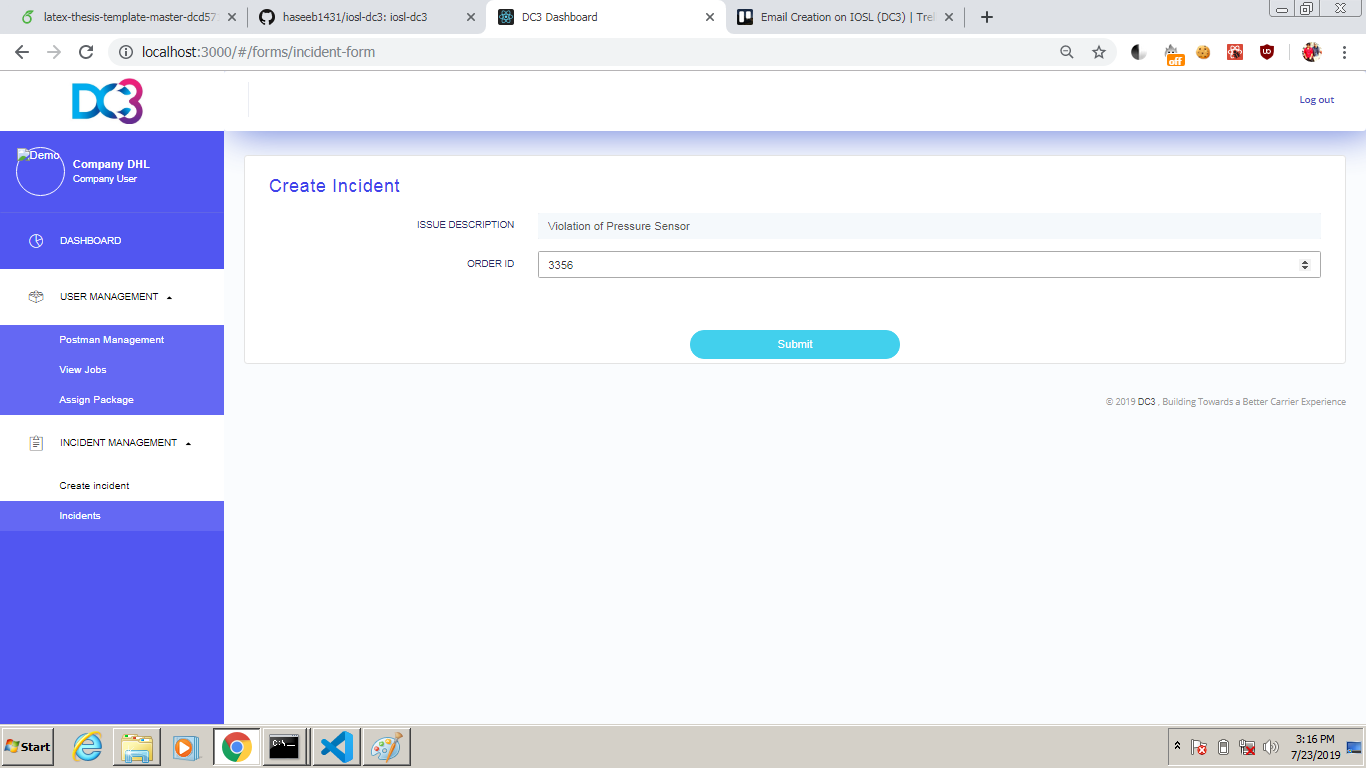 latex-thesis-template-master-dcd57
haseeb1431/iosl-dc3: iosl-dc3
DC3 Dashboard
Email Creation on IOSL (DC3) | Trel
localhost:3000/#/forms/incident-form
off
DC3
Log out
Demo
Company DHL
Company User
DASHBOARD
USER MANAGEMENT
Postman Management
View Jobs
Assign Package
INCIDENT MANAGEMENT
Create incident
Incidents
Create Incident
ISSUE DESCRIPTION
Violation of Pressure Sensor
ORDER ID
3356
Submit
© 2019 DC3 , Building Towards a Better Carrier Experience
Start
C:\.
3:16 PM
7/23/2019